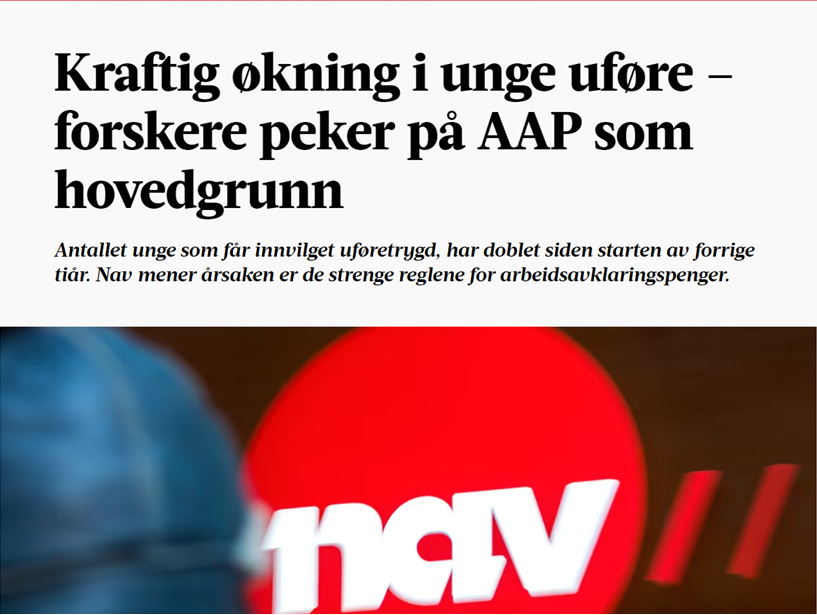 Kraftig økning i unge uføre –
forskere peker på AAP som
hovedgrunn
Antallet unge som får innvilget uføretrygd, har doblet siden starten av forrige
tiår. Nav mener årsaken er de strenge reglene for arbeidsavklaringspenger.
nav